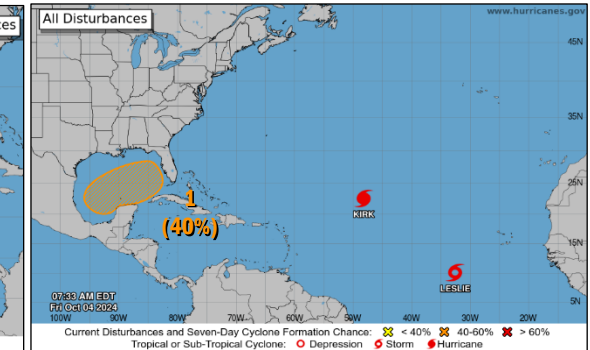 ces
All Disturbances
www.hurricanes.gov
45N
35N
25N
1
(40%)
KIRK
15N
LESLIE
07:33 AM EDT
Fri Oct 04 2024
5N
100W 90W 80W 70W 60W 50W 40W 30W 20W
Current Disturbances and Seven-Day Cyclone Formation Chance: < 40% 40-60% > 60%
Tropical or Sub-Tropical Cyclone: Depression Storm Hurricane